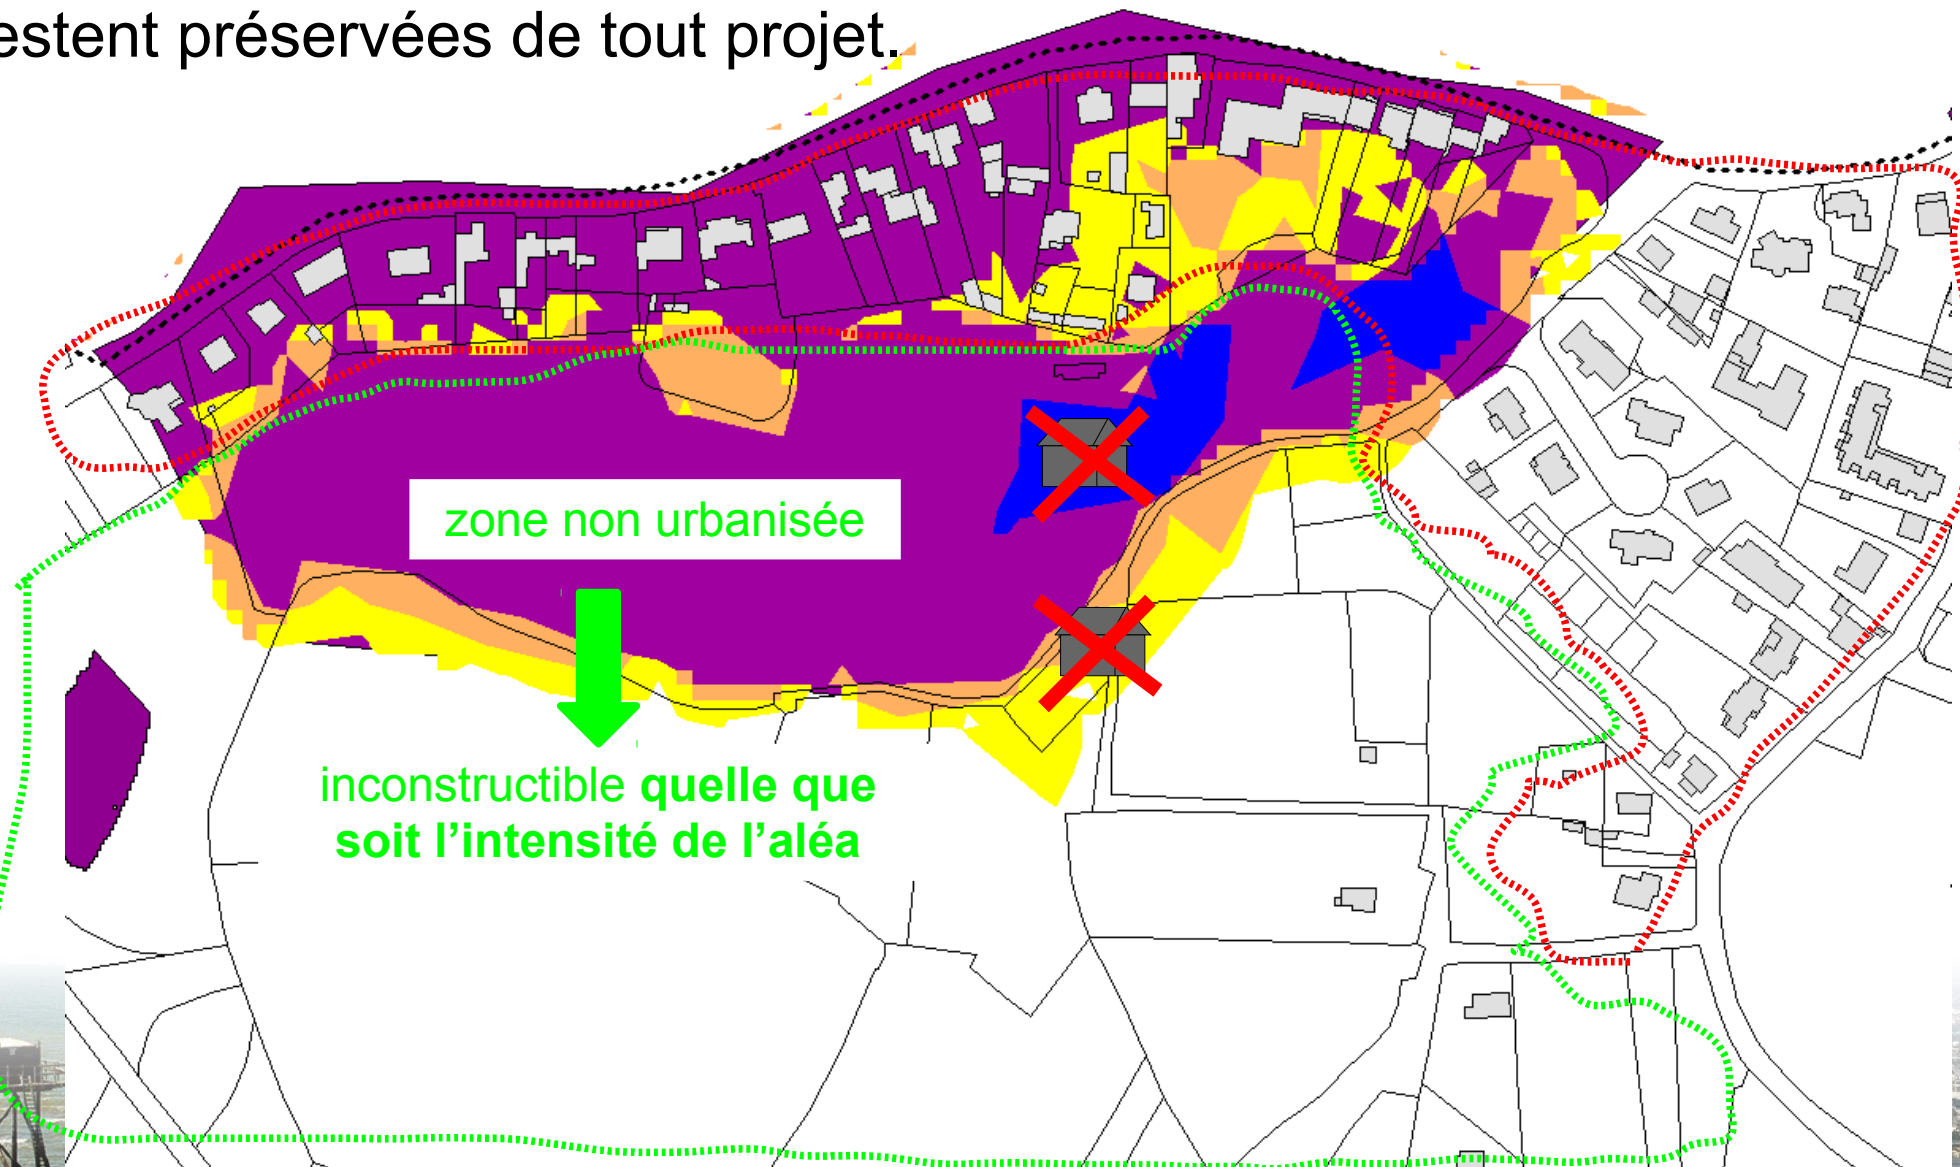 estent préservées de tout projet.
zone non urbanisée
inconstructible quelle que
soit l’intensité de l’aléa